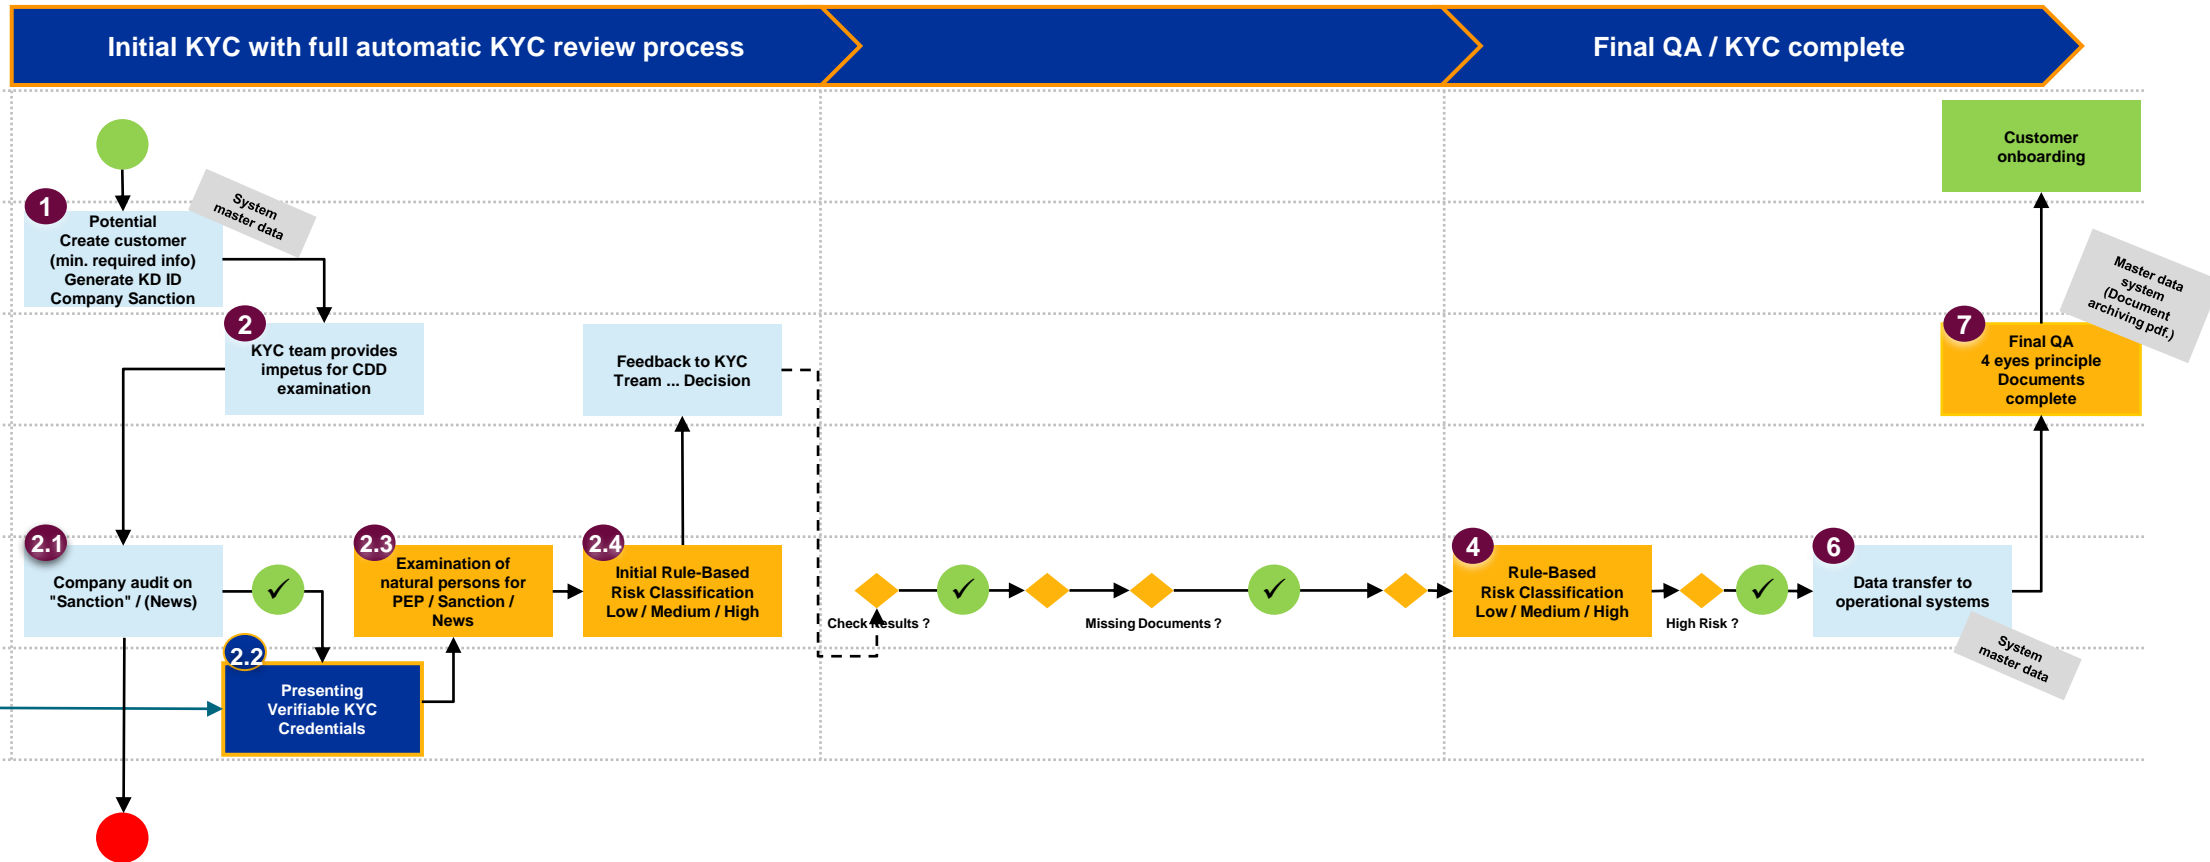 Initial KYC with full automatic KYC review process
Final QA / KYC complete
Customer
onboarding
1
Potential
Create customer
(min. required info)
Generate KD ID
Company Sanction
System
master data
2
KYC team provides
impetus for CDD
examination
Feedback to KYC
Tream ... Decision
7
Final QA
4 eyes principle
Documents
complete
Master data
system
(Document
archiving pdf.)
2.1
Company audit on
"Sanction" / (News)
2.2
Presenting
Verifiable KYC
Credentials
2.3
Examination of
natural persons for
PEP / Sanction /
News
2.4
Initial Rule-Based
Risk Classification
Low / Medium / High
Check Results ?
Missing Documents ?
4
Rule-Based
Risk Classification
Low / Medium / High
High Risk ?
6
Data transfer to
operational systems
System
master data